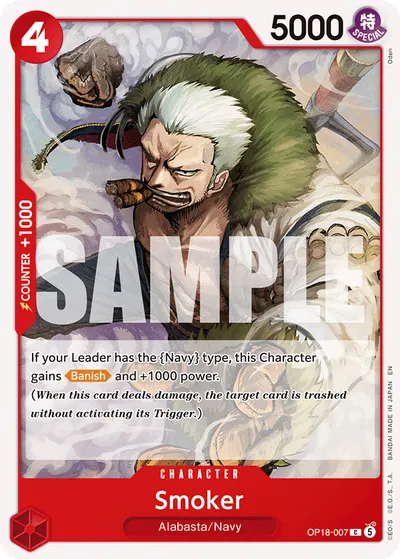 4
5000
特
SPECIAL
Oden
COUNTER +1000
SAMPLE
If your Leader has the {Navy} type, this Character
gains Banish and +1000 power.
(When this card deals damage, the target card is trashed
without activating its Trigger.)
CHARACTER
Smoker
Alabasta/Navy
OP18-007 C 5
©E.O./S. ©E.O./S., T.A. BANDAI MADE IN JAPAN EN